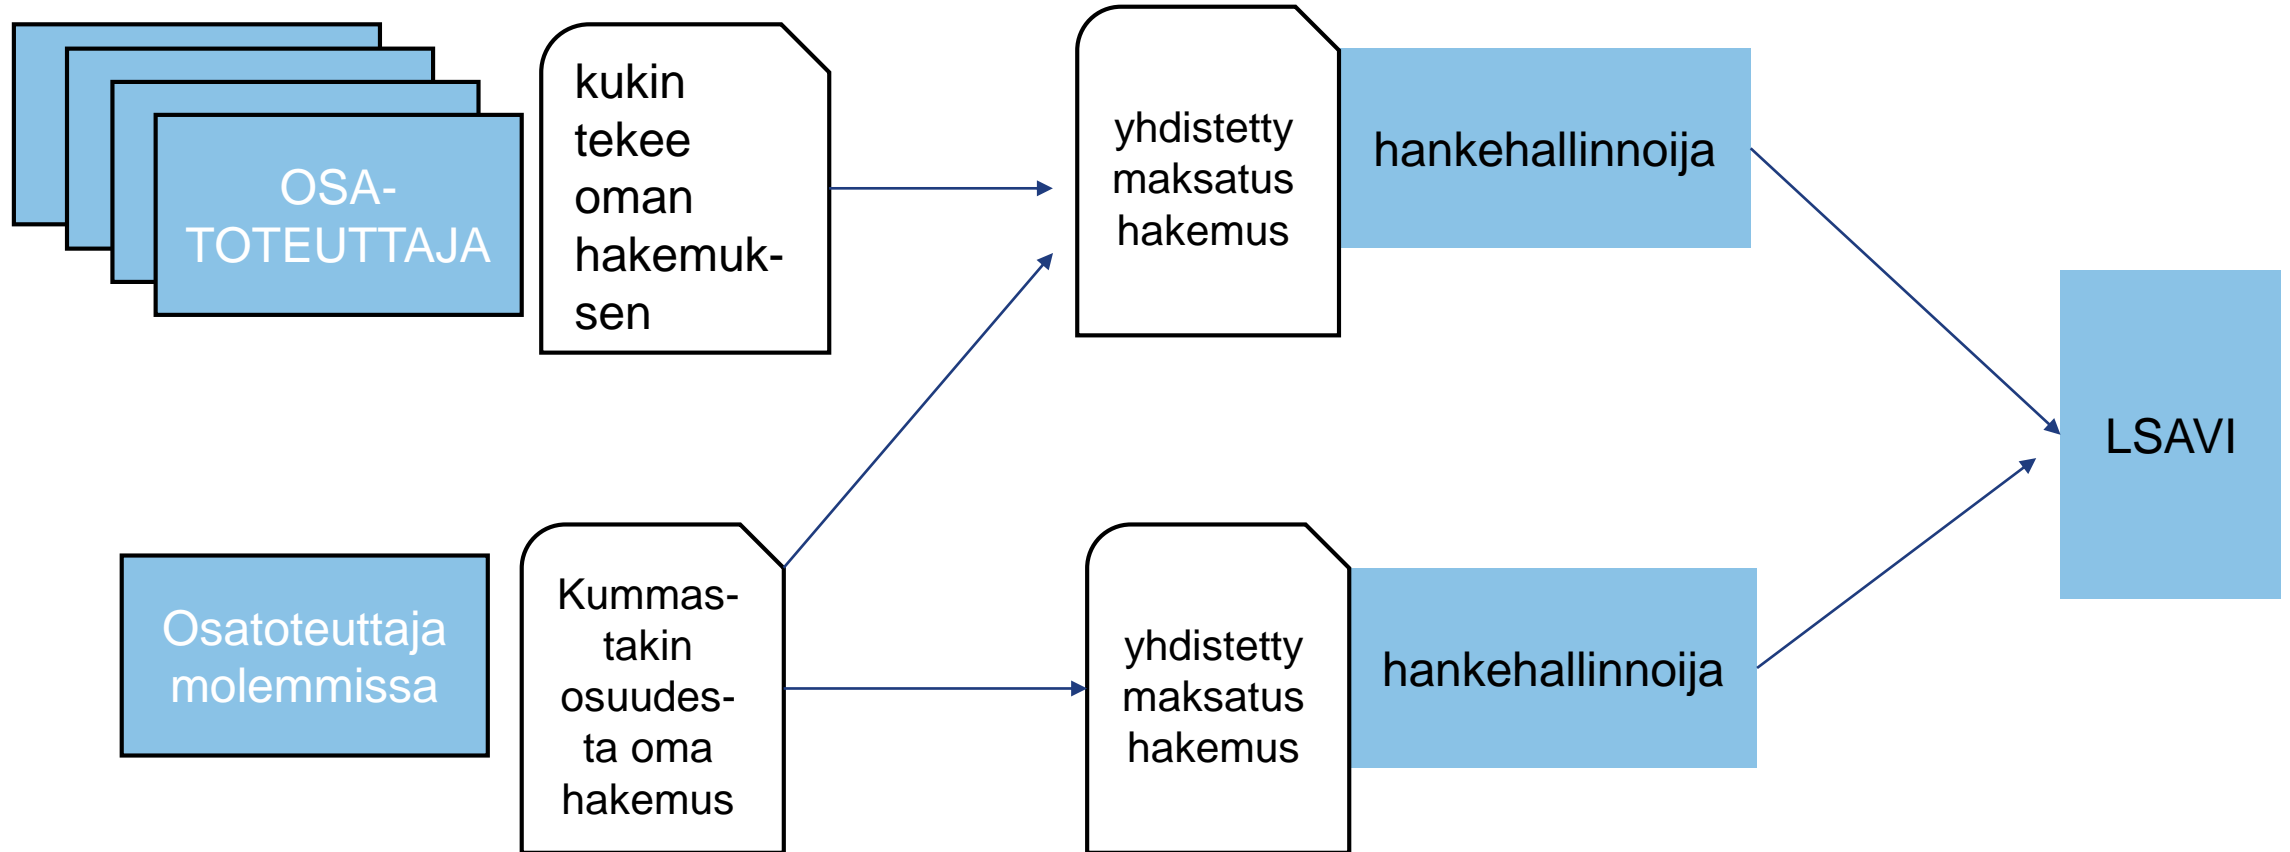 OSA-
TOTEUTTAJA
kukin
tekee
oman
hakemuk-
sen
yhdistetty
maksatus
hakemus
hankehallinnoija
LSAVI
Osatoteuttaja
molemmissa
Kummas-
takin
osuudes-
ta oma
hakemus
yhdistetty
maksatus
hakemus
hankehallinnoija